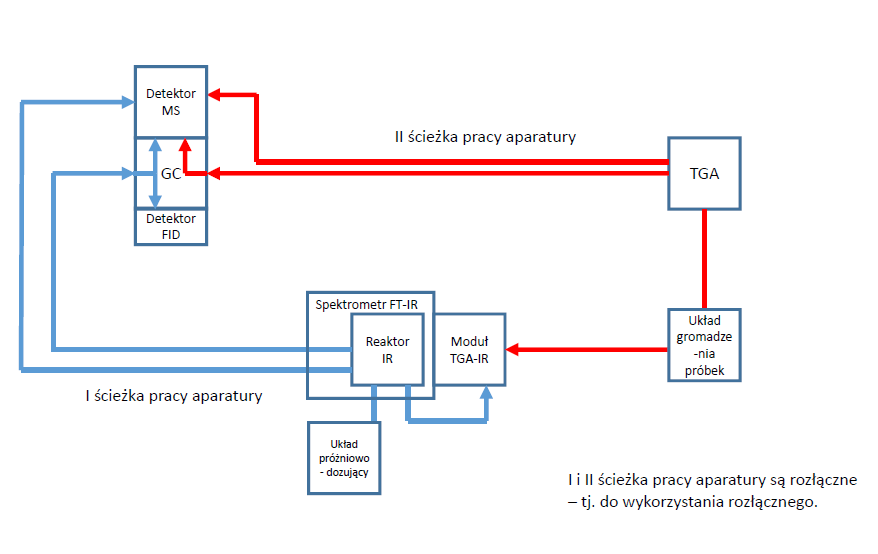 Detektor
MS
II ścieżka pracy aparatury
GC
TGA
Detektor
FID
Spektrometr FT-IR
Reaktor
IR
Moduł
TGA-IR
Układ
gromadze
-nia
próbek
I ścieżka pracy aparatury
Układ
próżniowo
- dozujący
I i II ścieżka pracy aparatury są rozłączne
– tj. do wykorzystania rozłącznego.